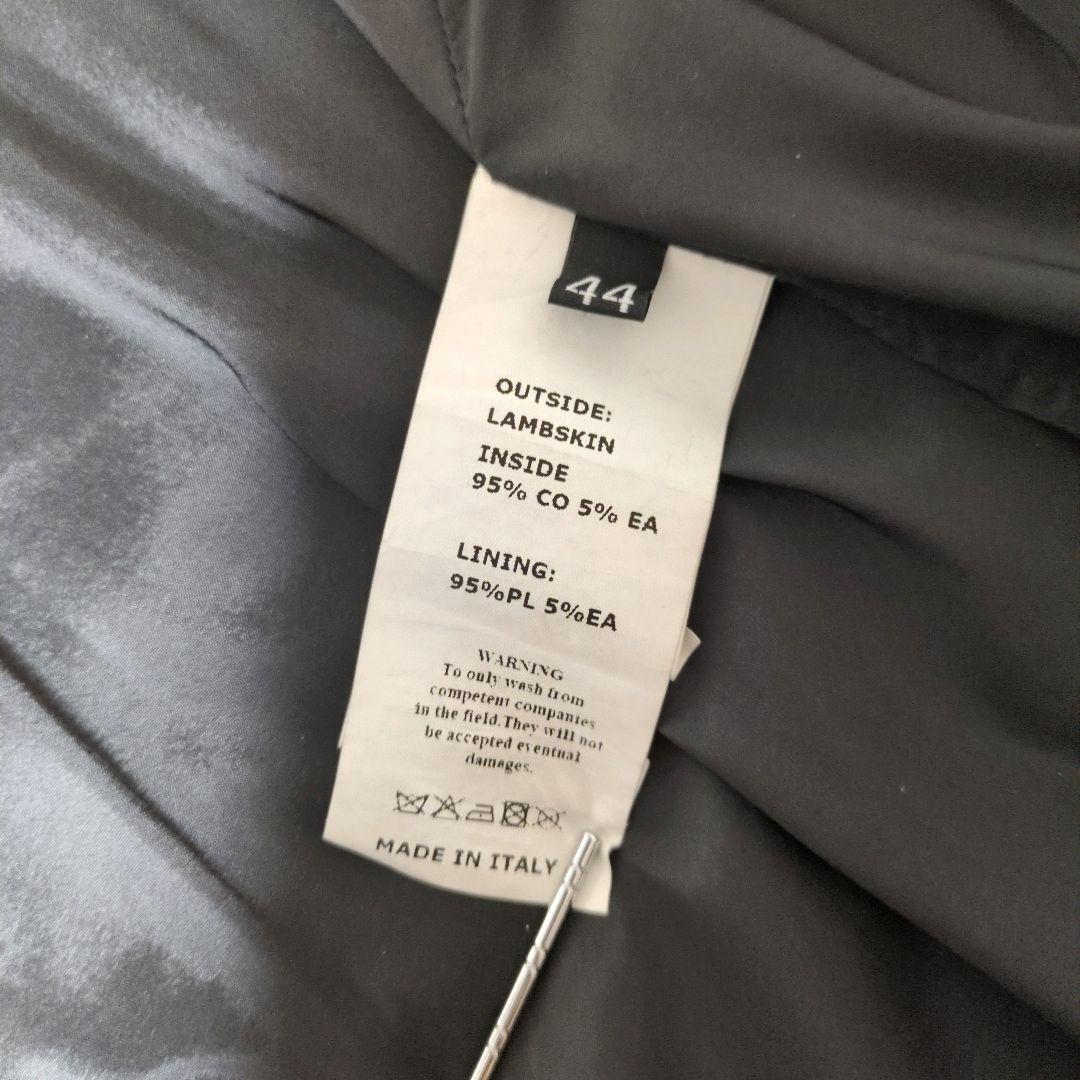 44
OUTSIDE:
LAMBSKIN
INSIDE
95% CO 5% EA
LINING:
95%PL 5%EA
WARNING
To only wash from
competent companies
in the field.They will not
be accepted eventual
damages.
MADE IN ITALY